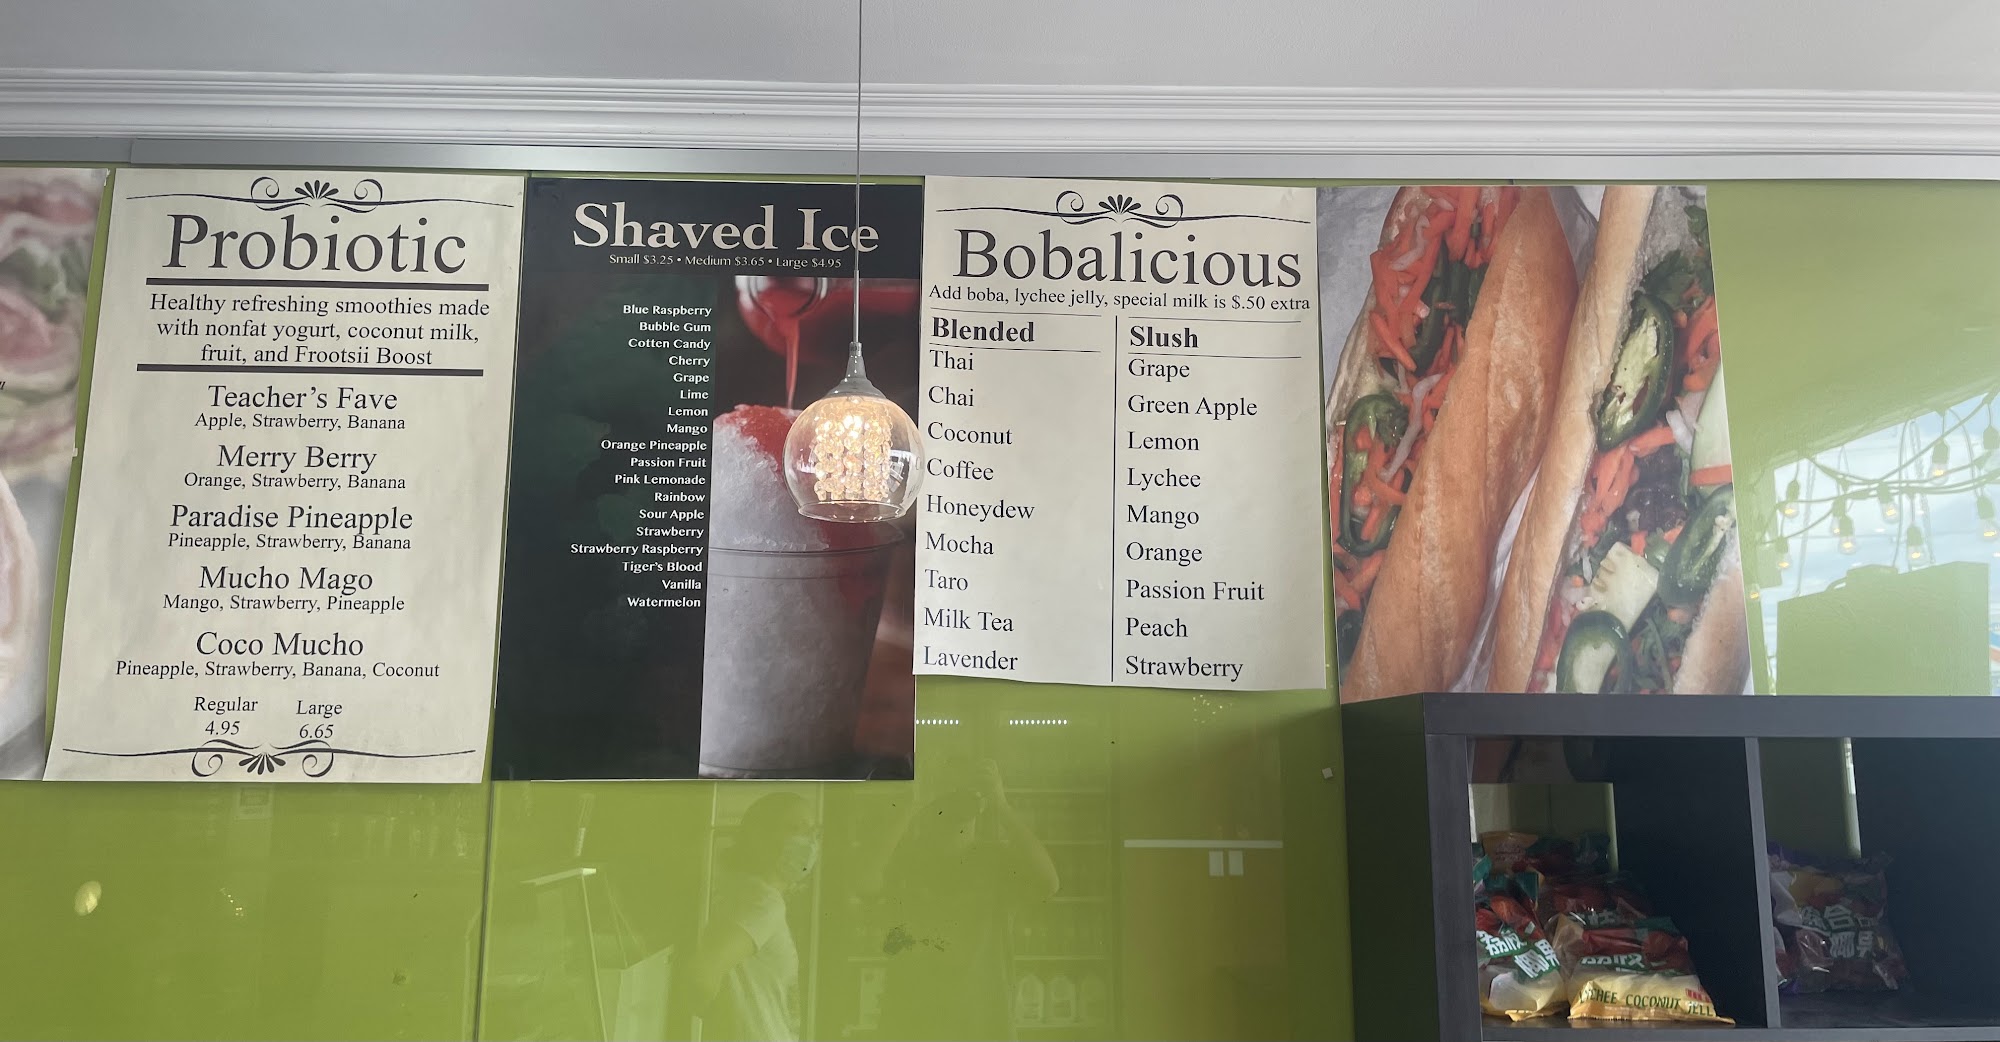 Probiotic
Healthy refreshing smoothies made
with nonfat yogurt, coconut milk,
fruit, and Frootsii Boost
Teacher's Fave
Apple, Strawberry, Banana
Merry Berry
Orange, Strawberry, Banana
Paradise Pineapple
Pineapple, Strawberry, Banana
Mucho Mago
Mango, Strawberry, Pineapple
Coco Mucho
Pineapple, Strawberry, Banana, Coconut
Regular Large
4.95 6.65
Shaved Ice
Small $3.25 • Medium $3.65 • Large $4.95
Blue Raspberry
Bubble Gum
Cotten Candy
Cherry
Grape
Lime
Lemon
Mango
Orange Pineapple
Passion Fruit
Pink Lemonade
Rainbow
Sour Apple
Strawberry
Strawberry Raspberry
Tiger's Blood
Vanilla
Watermelon
Bobalicious
Add boba, lychee jelly, special milk is $.50 extra
Blended
Thai
Chai
Coconut
Coffee
Honeydew
Mocha
Taro
Milk Tea
Lavender
Slush
Grape
Green Apple
Lemon
Lychee
Mango
Orange
Passion Fruit
Peach
Strawberry
COCONUT